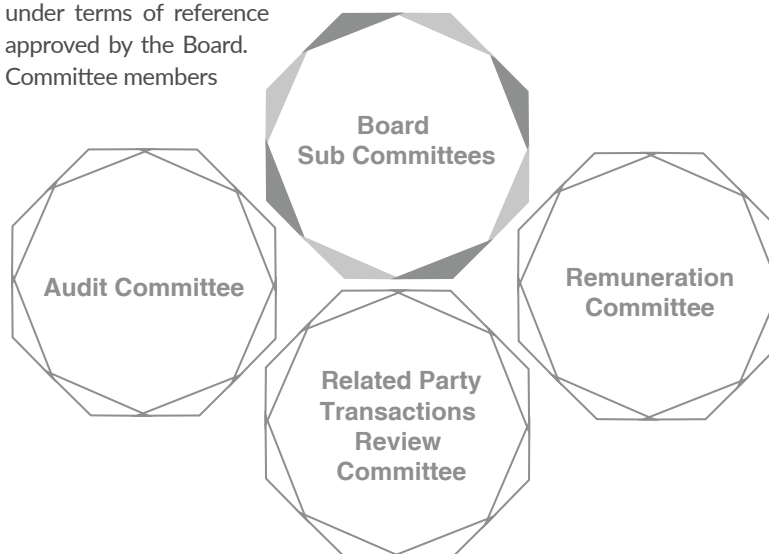 under terms of reference
approved by the Board.
Committee members
Board
Sub Committees
Audit Committee
Remuneration
Committee
Related Party
Transactions
Review
Committee